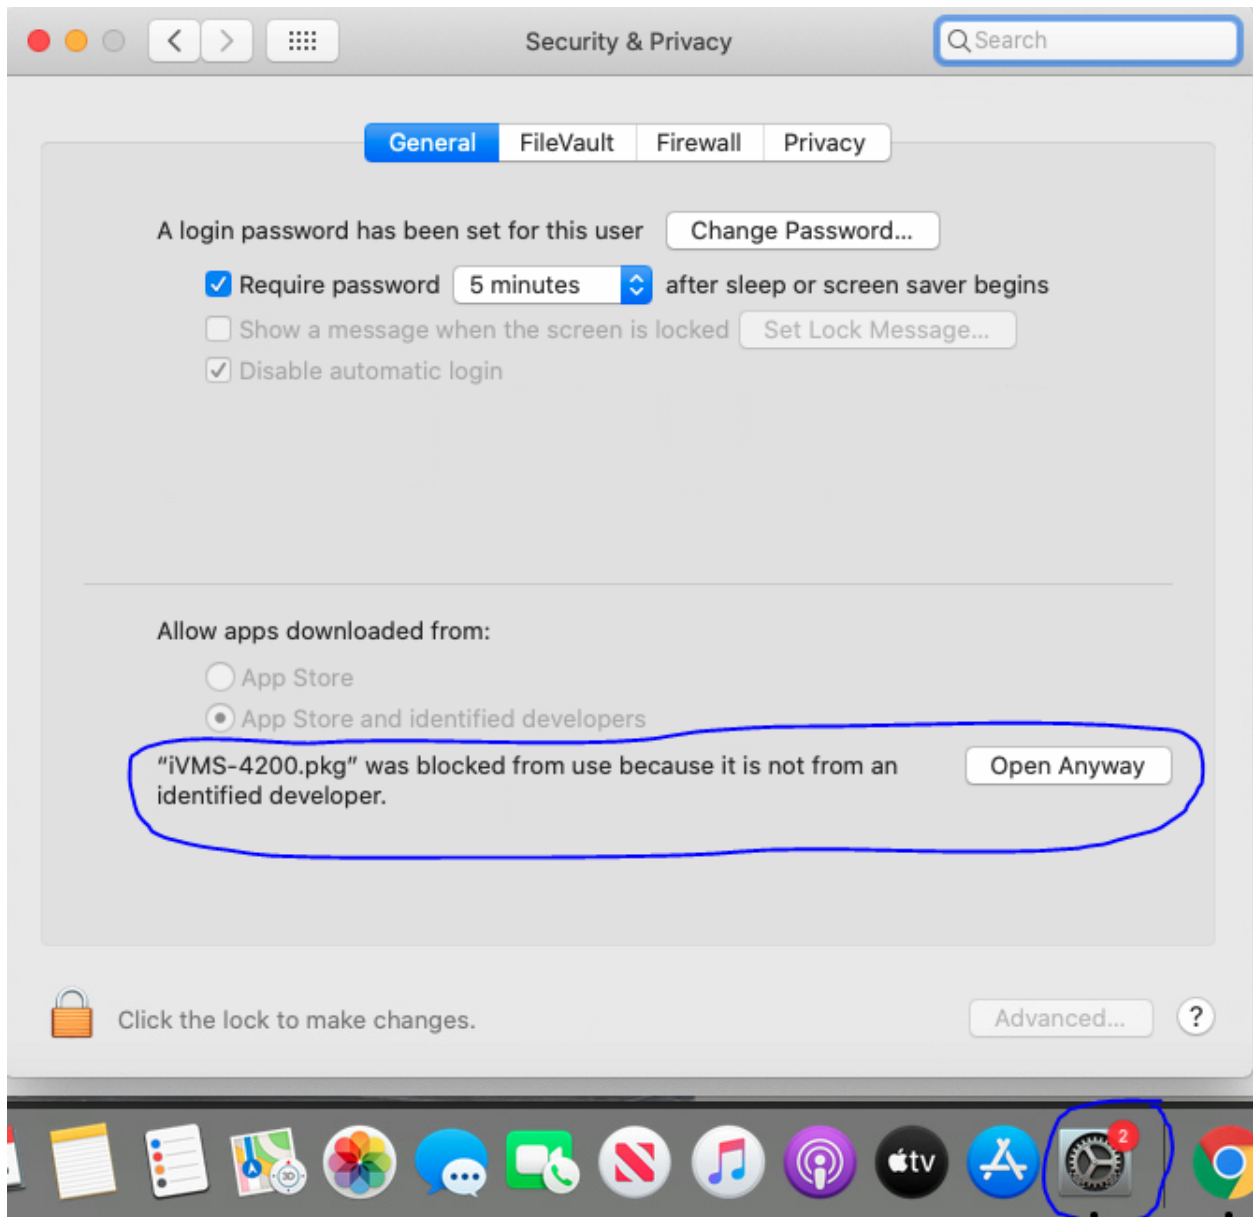 Security & Privacy
Search
General FileVault Firewall Privacy
A login password has been set for this user Change Password...
Require password 5 minutes after sleep or screen saver begins
Show a message when the screen is locked Set Lock Message...
Disable automatic login
Allow apps downloaded from:
App Store
App Store and identified developers
“iVMS-4200.pkg” was blocked from use because it is not from an Open Anyway
identified developer.
Click the lock to make changes. Advanced... ?
3D
tv
2